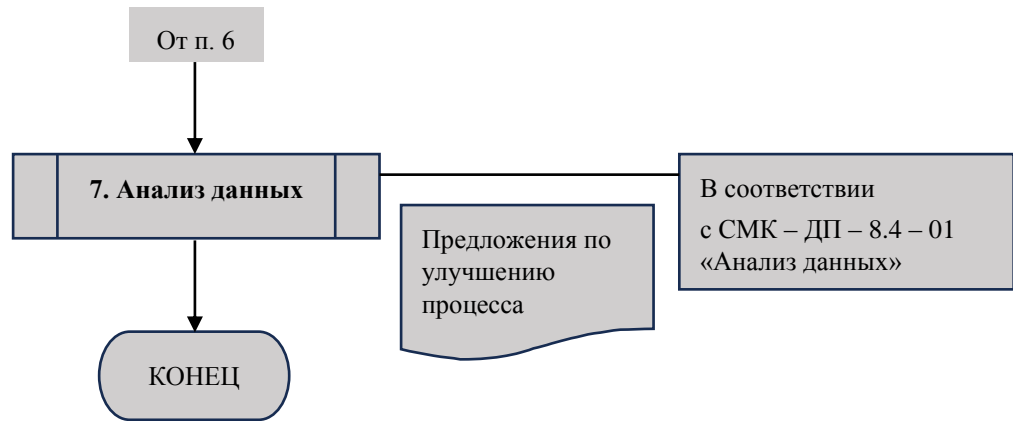 От п. 6
7. Анализ данных
В соответствии
с СМК – ДП – 8.4 – 01
«Анализ данных»
Предложения по
улучшению
процесса
КОНЕЦ